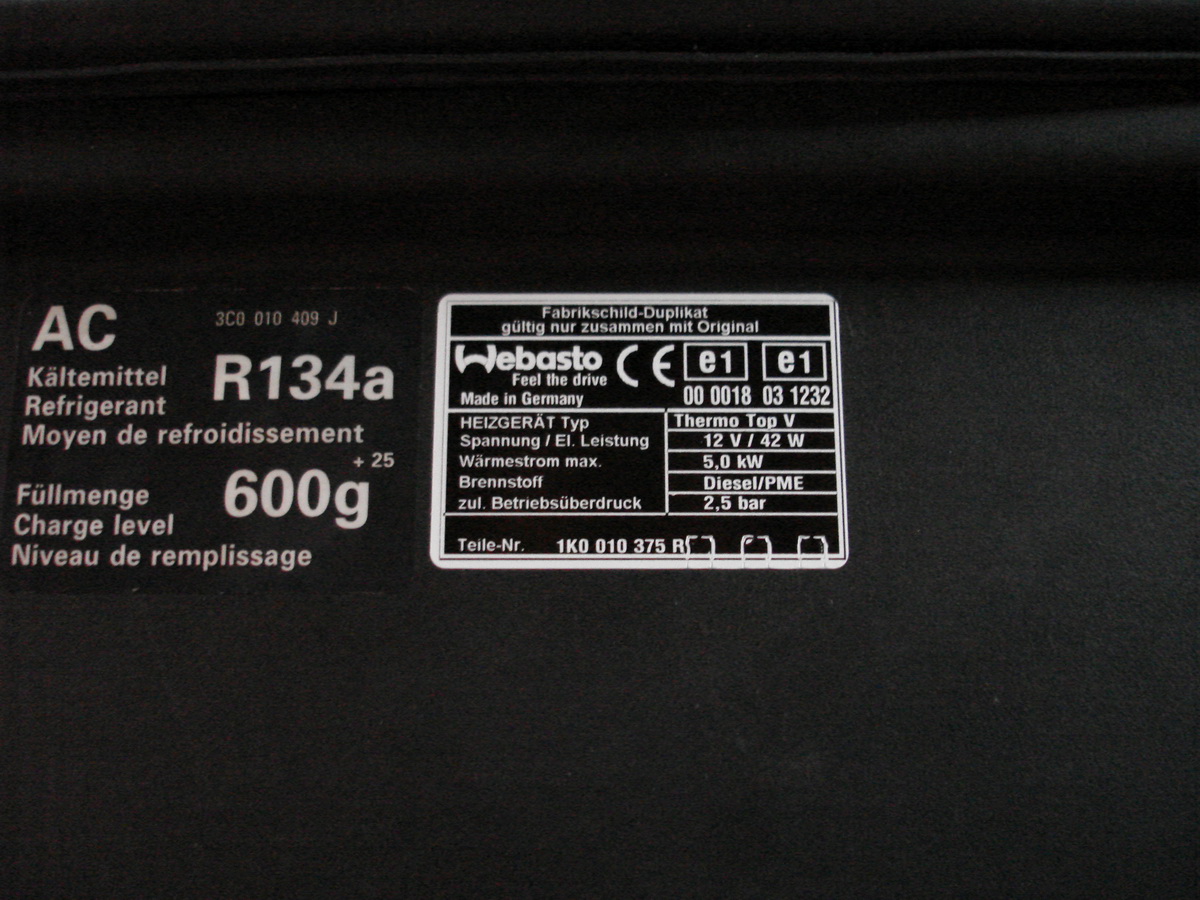 AC
3C0 010 409 J
Kältemittel
Refrigerant
R134a
Moyen de refroidissement
+ 25
Füllmenge
Charge level
600g
Niveau de remplissage
Fabrikschild-Duplikat
gültig nur zusammen mit Original
Webasto CE e1 e1
Feel the drive
Made in Germany 00 0018 03 1232
HEIZGERÄT Typ Thermo Top V
Spannung / El. Leistung 12 V / 42 W
Wärmestrom max. 5,0 kW
Brennstoff Diesel/PME
zul. Betriebsüberdruck 2,5 bar
Teile-Nr. 1K0 010 375 R